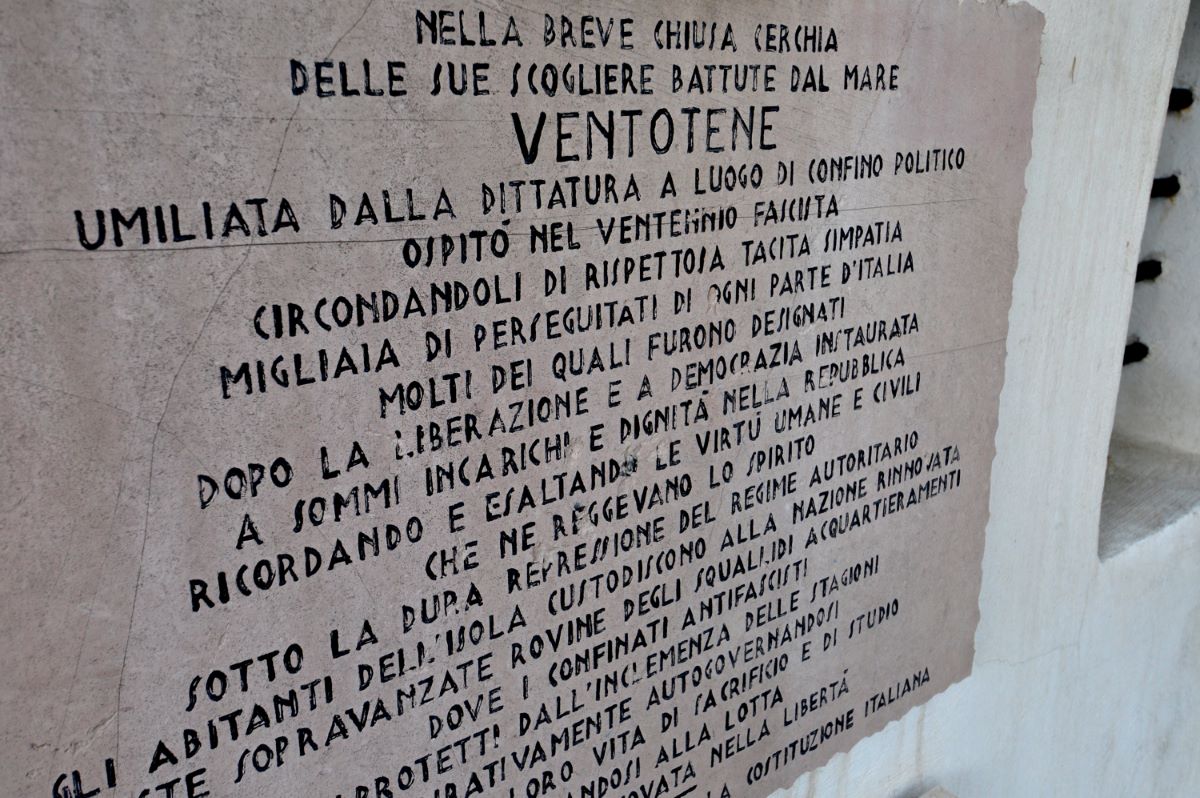 NELLA BREVE CHIUSA CERCHIA
DELLE SUE SCOGLIERE BATTUTE DAL MARE
VENTOTENE
UMILIATA DALLA DITTATURA A LUOGO DI CONFINO POLITICO
OSPITÒ NEL VENTENNIO FASCISTA
CIRCONDANDOLI DI RISPETTOSA TACITA SIMPATIA
MIGLIAIA DI PERSEGUITATI DI OGNI PARTE D'ITALIA
MOLTI DEI QUALI FURONO DESIGNATI
DOPO LA LIBERAZIONE E A DEMOCRAZIA INSTAURATA
A SOMMI INCARICHI E DIGNITÀ NELLA REPUBBLICA
RICORDANDO E ESALTANDO LE VIRTÙ UMANE E CIVILI
CHE NE REGGEVANO LO SPIRITO
SOTTO LA DURA REPRESSIONE DEL REGIME AUTORITARIO
GLI ABITANTI DELL'ISOLA CUSTODISCONO ALLA NAZIONE RINNOVATA
SOPRAVANZATE ROVINE DEGLI SQUALLIDI ACQUARTIERAMENTI
DOVE I CONFINATI ANTIFASCISTI
PROTETTI DALL'INCLEMENZA DELLE STAGIONI
AUTOGOVERNANDOSI
LORO VITA DI SACRIFICIO E DI STUDIO
ALLA LOTTA
NELLA LIBERTÀ
LA COSTITUZIONE ITALIANA